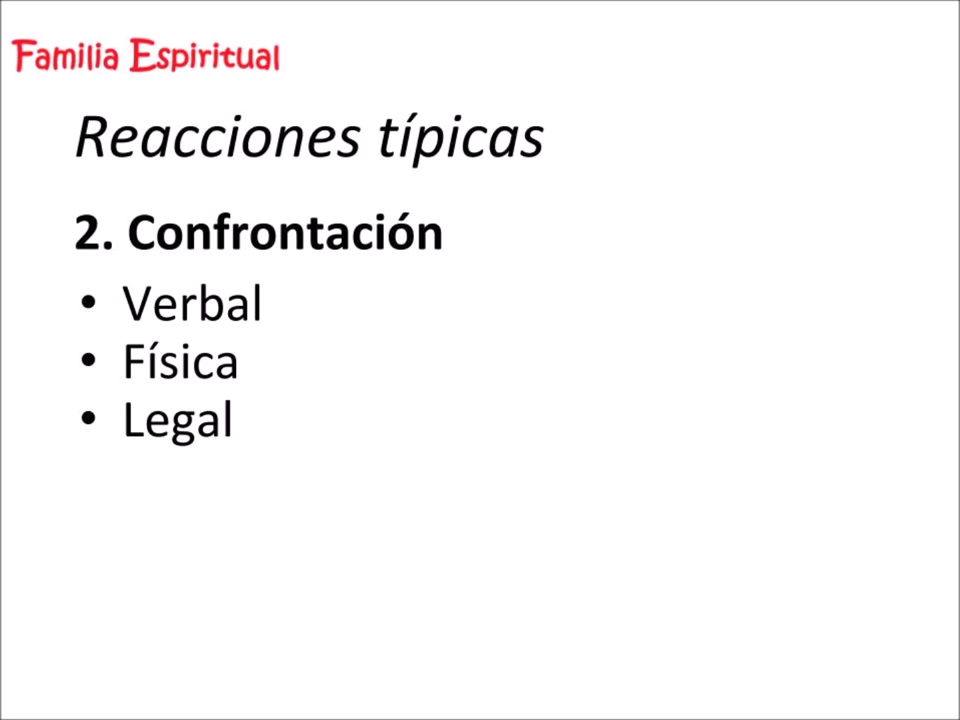 Familia Espiritual
Reacciones típicas
2. Confrontación
• Verbal
• Física
• Legal